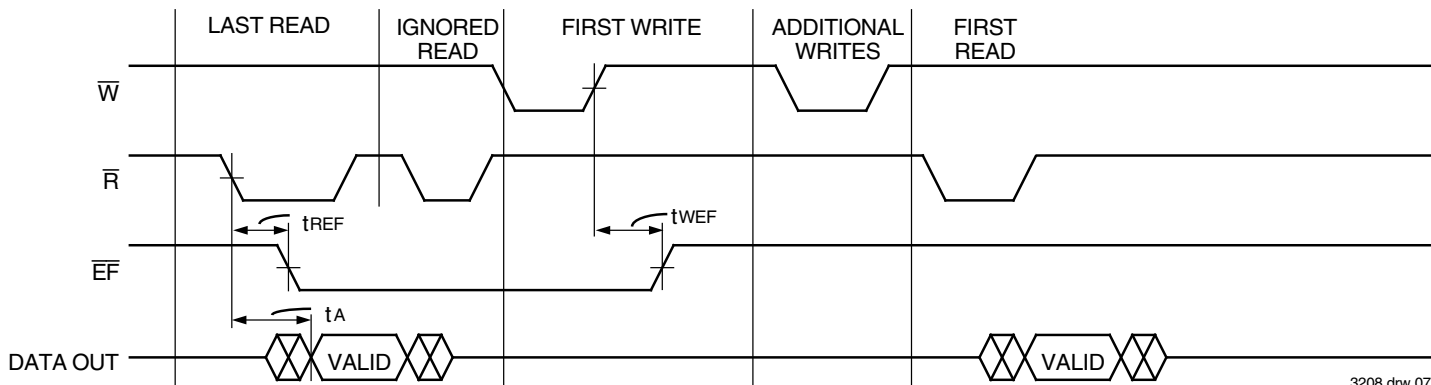 LAST READ
IGNORED
READ
FIRST WRITE
ADDITIONAL
WRITES
FIRST
READ
W
R
tREF
tWEF
EF
tA
DATA OUT
VALID
VALID
3208 drw 07